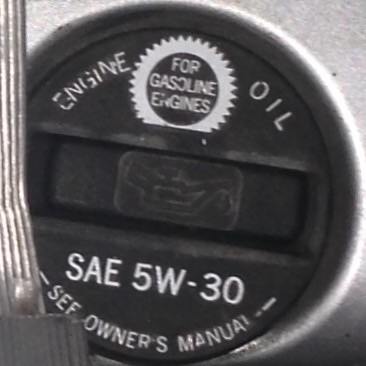 ENGINE OIL
FOR
GASOLINE
ENGINES
SAE 5W-30
SEE OWNER'S MANUAL